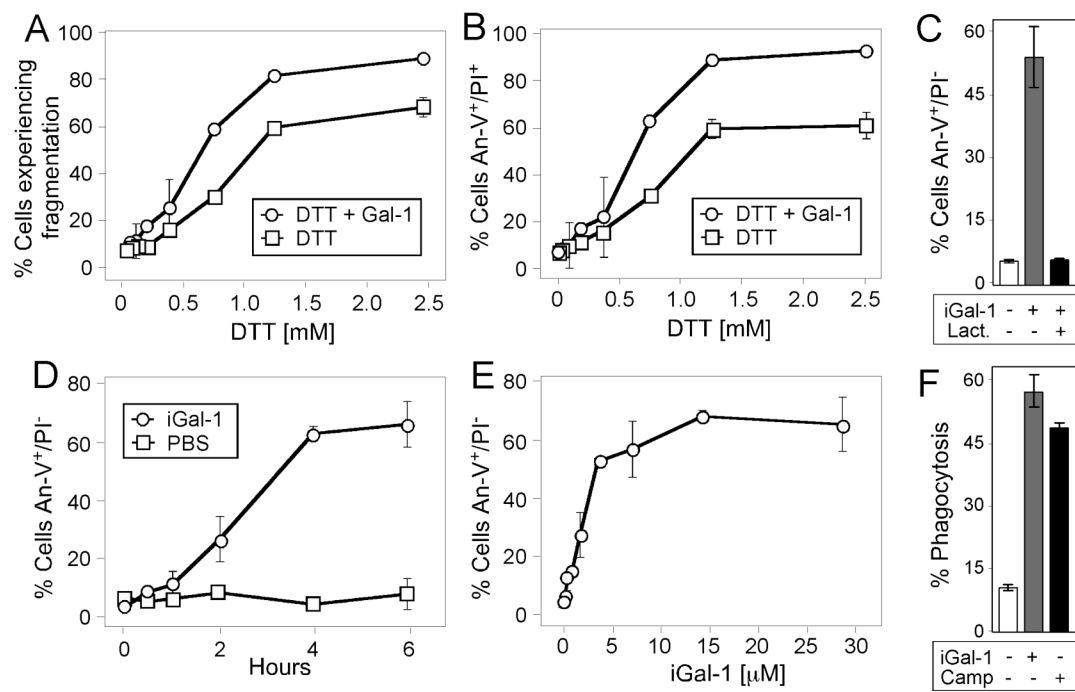 A
% Cells experiencing
fragmentation
100
80
60
40
20
0
DTT + Gal-1
DTT
0
0.5
1.0
1.5
2.0
2.5
DTT [mM]
B
% Cells An-V+/PI+
100
80
60
40
20
0
DTT + Gal-1
DTT
0
0.5
1.0
1.5
2.0
2.5
DTT [mM]
C
% Cells An-V+/PI-
60
45
30
15
0
iGal-1 - + +
Lact. - - +
D
% Cells An-V+/PI-
80
60
40
20
0
iGal-1
PBS
0
2
4
6
Hours
E
% Cells An-V+/PI-
80
60
40
20
0
0
5
10
15
20
25
30
iGal-1 [μM]
F
% Phagocytosis
60
45
30
15
0
iGal-1 - + -
Camp - - +